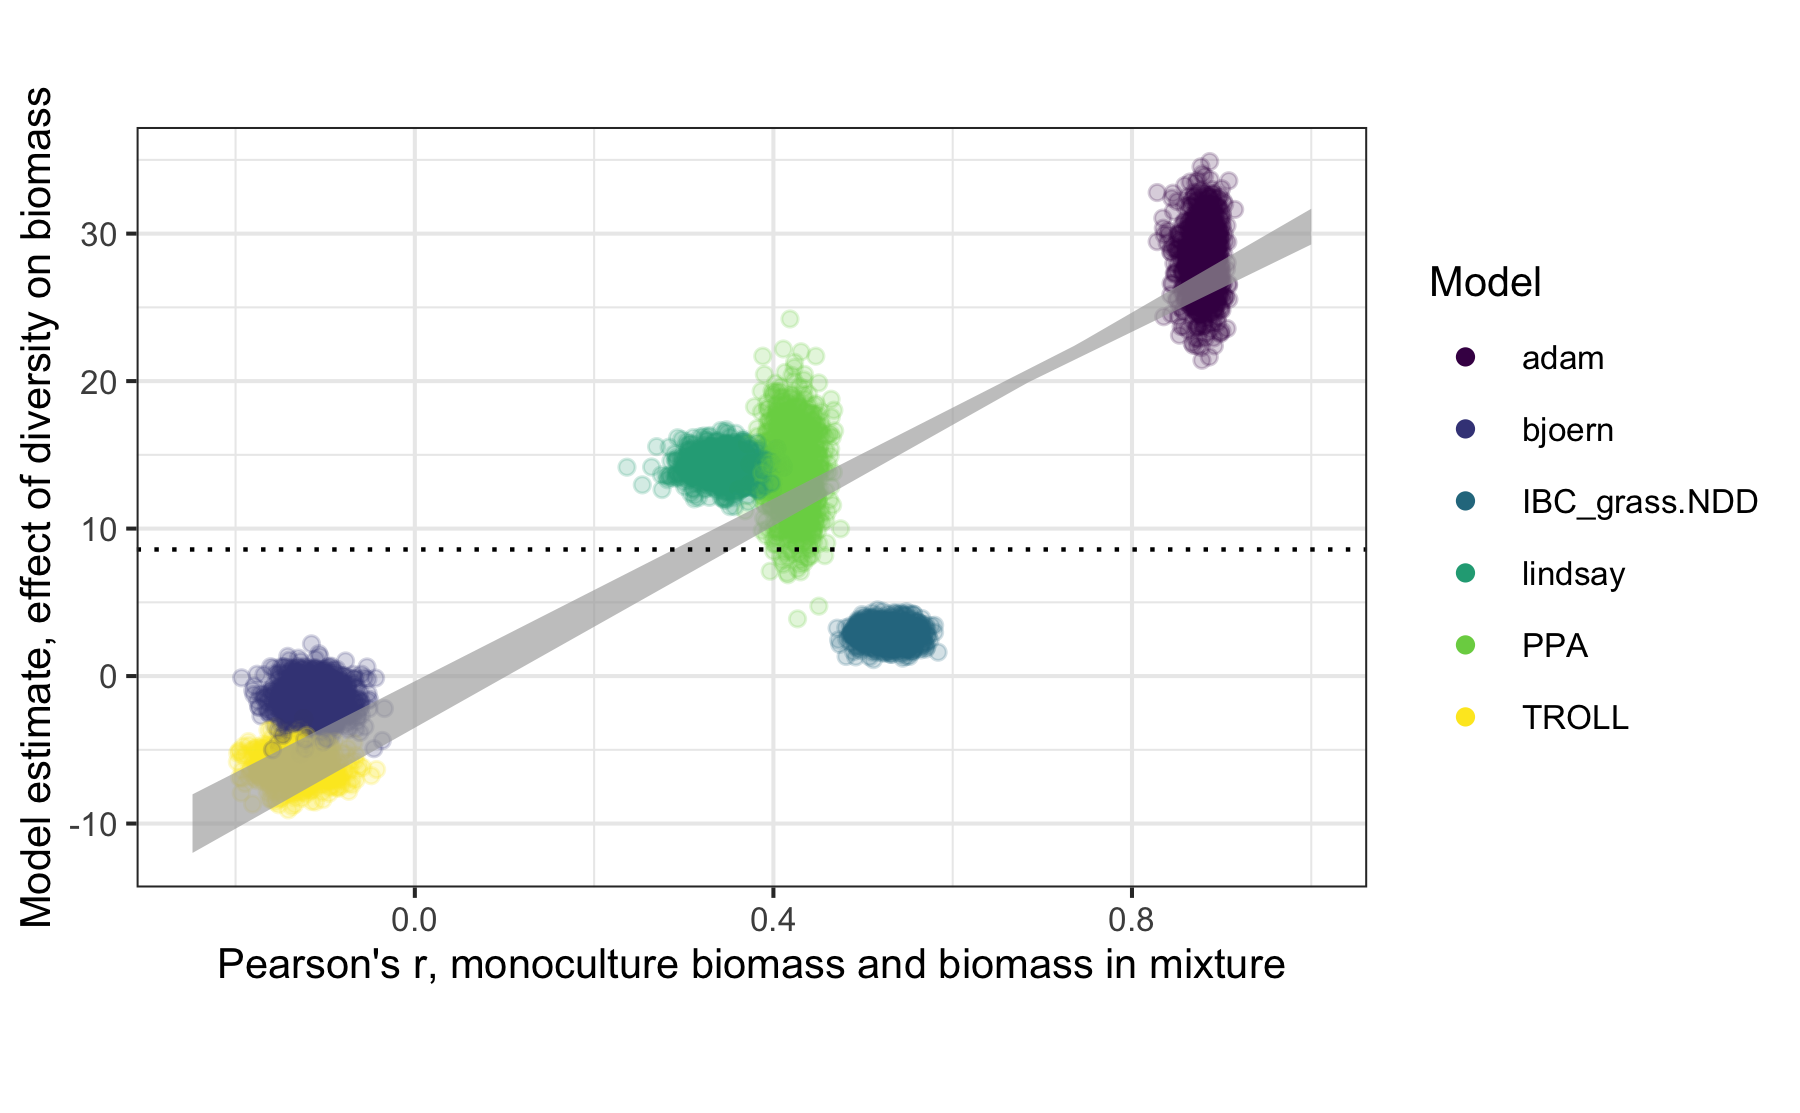 Model estimate, effect of diversity on biomass
30
20
10
0
-10
0.0
0.4
0.8
Pearson's r, monoculture biomass and biomass in mixture
Model
adam
bjoern
IBC_grass.NDD
lindsay
PPA
TROLL